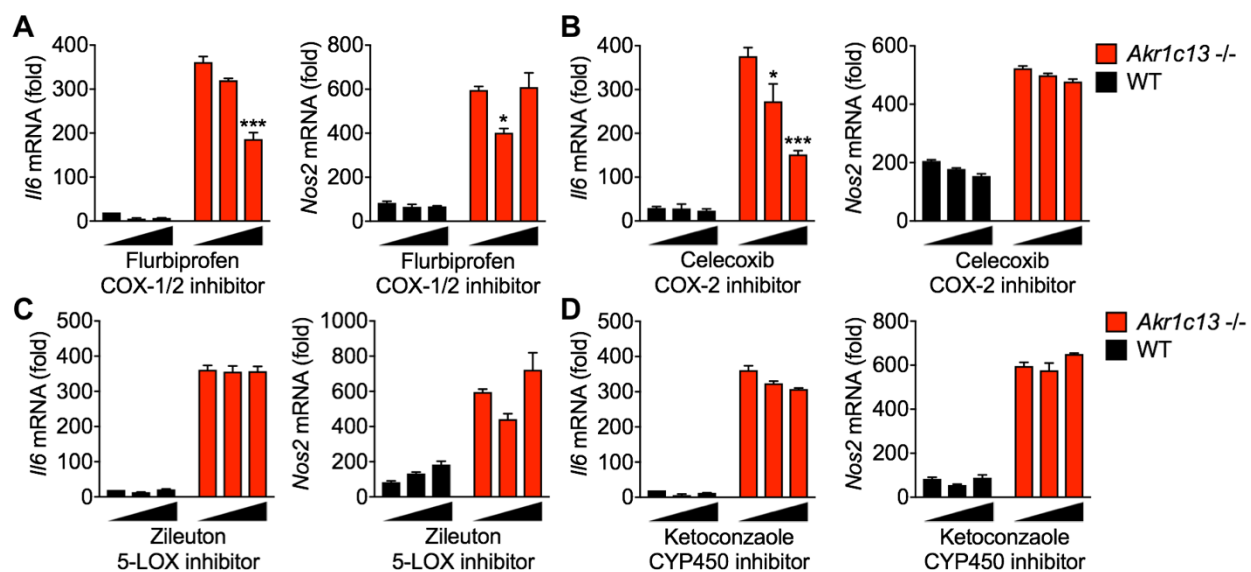 A
Il6 mRNA (fold)
400
300
200
100
0
***
Flurbiprofen
COX-1/2 inhibitor
Nos2 mRNA (fold)
800
600
400
200
0
*
Flurbiprofen
COX-1/2 inhibitor
B
Il6 mRNA (fold)
400
300
200
100
0
*
***
Celecoxib
COX-2 inhibitor
Nos2 mRNA (fold)
600
400
200
0
Celecoxib
COX-2 inhibitor
Akr1c13 -/-
WT
C
Il6 mRNA (fold)
500
400
300
200
100
0
Zileuton
5-LOX inhibitor
Nos2 mRNA (fold)
1000
800
600
400
200
0
Zileuton
5-LOX inhibitor
D
Il6 mRNA (fold)
500
400
300
200
100
0
Ketoconzaole
CYP450 inhibitor
Nos2 mRNA (fold)
800
600
400
200
0
Ketoconzaole
CYP450 inhibitor
Akr1c13 -/-
WT